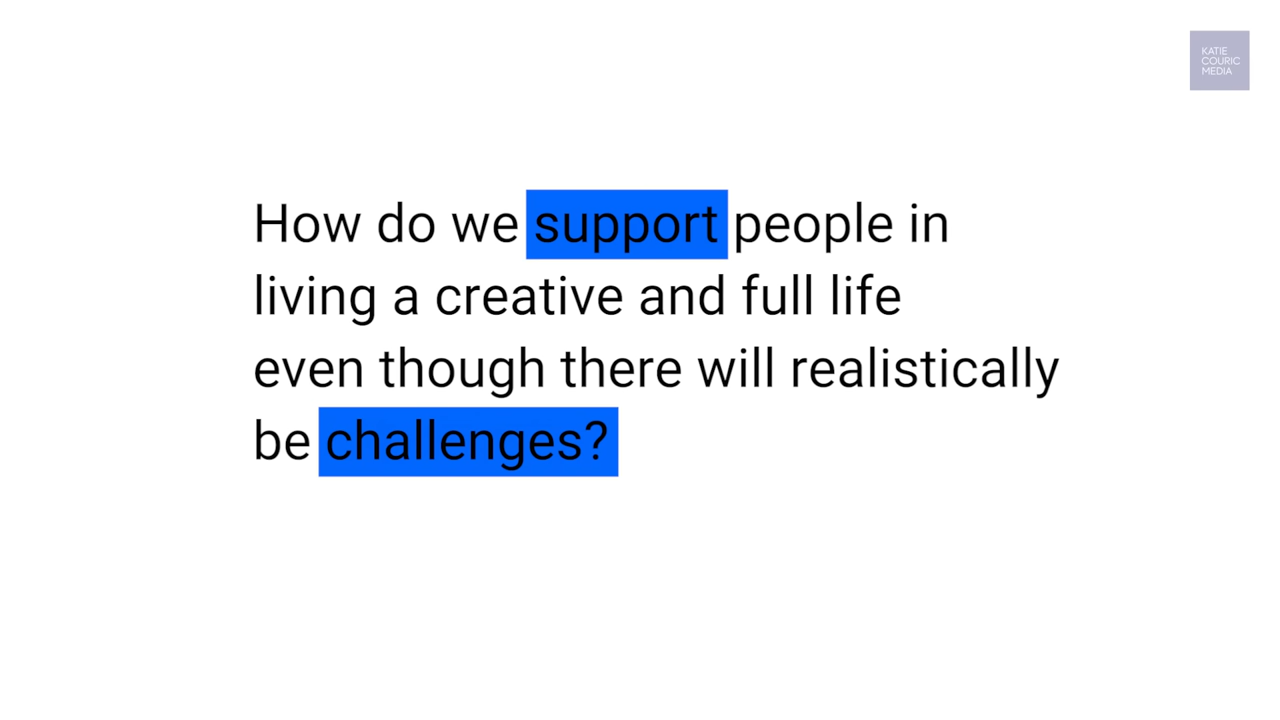 KATIE
COURIC
MEDIA
How do we support people in
living a creative and full life
even though there will realistically
be challenges?